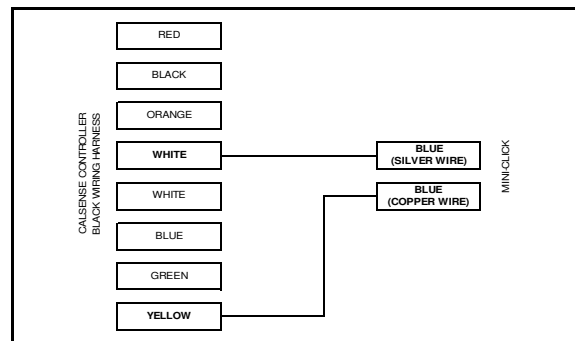 RED
BLACK
ORANGE
WHITE
WHITE
BLUE
GREEN
YELLOW
CALSENSE CONTROLLER
BLACK WIRING HARNESS
BLUE
(SILVER WIRE)
BLUE
(COPPER WIRE)
MINI-CLICK